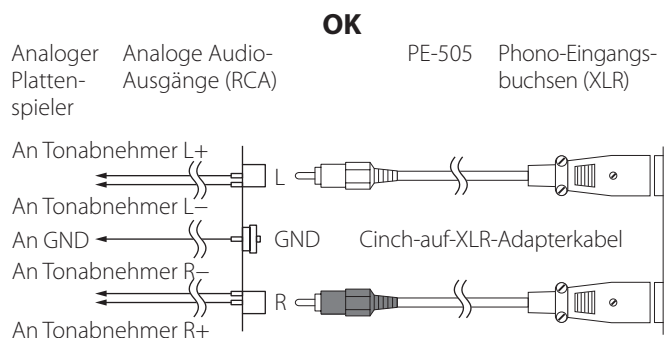 OK
Analoger Platten-spieler
Analoge Audio-Ausgänge (RCA)
PE-505
Phono-Eingangs-buchsen (XLR)
An Tonabnehmer L+
L
An Tonabnehmer L−
An GND
GND
Cinch-auf-XLR-Adapterkabel
An Tonabnehmer R−
R
An Tonabnehmer R+